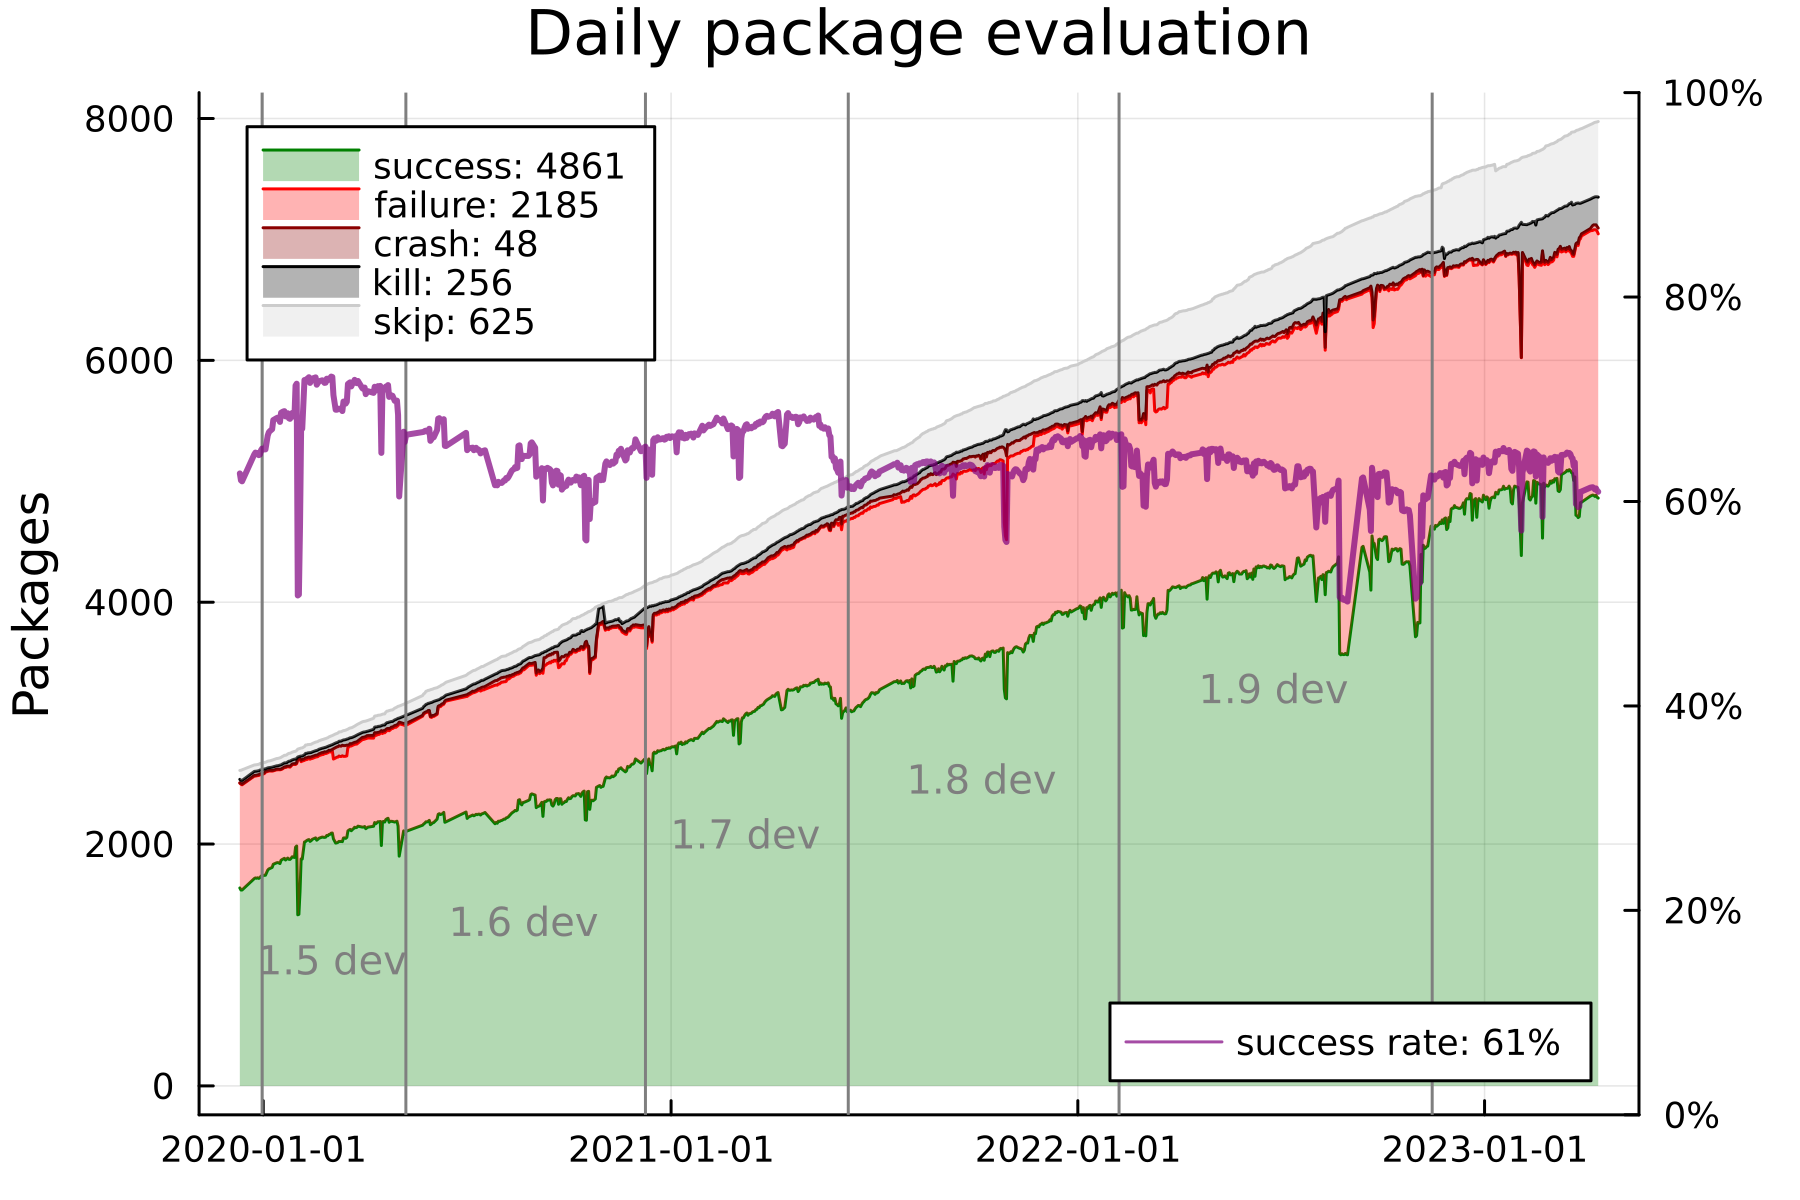 Daily package evaluation
Packages
8000
6000
4000
2000
0
100%
80%
60%
40%
20%
0%
success: 4861
failure: 2185
crash: 48
kill: 256
skip: 625
1.5 dev
1.6 dev
1.7 dev
1.8 dev
1.9 dev
success rate: 61%
2020-01-01
2021-01-01
2022-01-01
2023-01-01